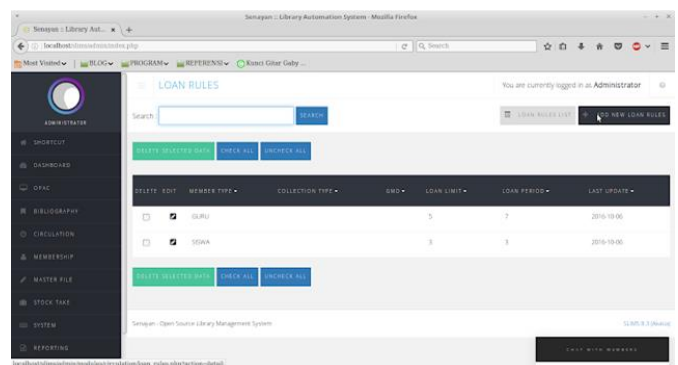 Senayan :: Library Automation System - Mozilla Firefox
Senayan :: Library Aut... × +
localhost/slims/admin/index.php
Search
Most Visited BLOG PROGRAM REFERENSI Kunci Gitar Gaby ...
ADMINISTRATOR
SHORTCUT
DASHBOARD
OPAC
BIBLIOGRAPHY
CIRCULATION
MEMBERSHIP
MASTER FILE
STOCK TAKE
SYSTEM
REPORTING
LOAN RULES
You are currently logged in as Administrator
Search :
SEARCH
LOAN RULES LIST
ADD NEW LOAN RULES
DELETE SELECTED DATA CHECK ALL UNCHECK ALL
DELETE EDIT MEMBER TYPE COLLECTION TYPE GMD LOAN LIMIT LOAN PERIOD LAST UPDATE
GURU 5 7 2016-10-06
SISWA 3 3 2016-10-06
DELETE SELECTED DATA CHECK ALL UNCHECK ALL
Senayan - Open Source Library Management System
CHAT WITH MEMBERS